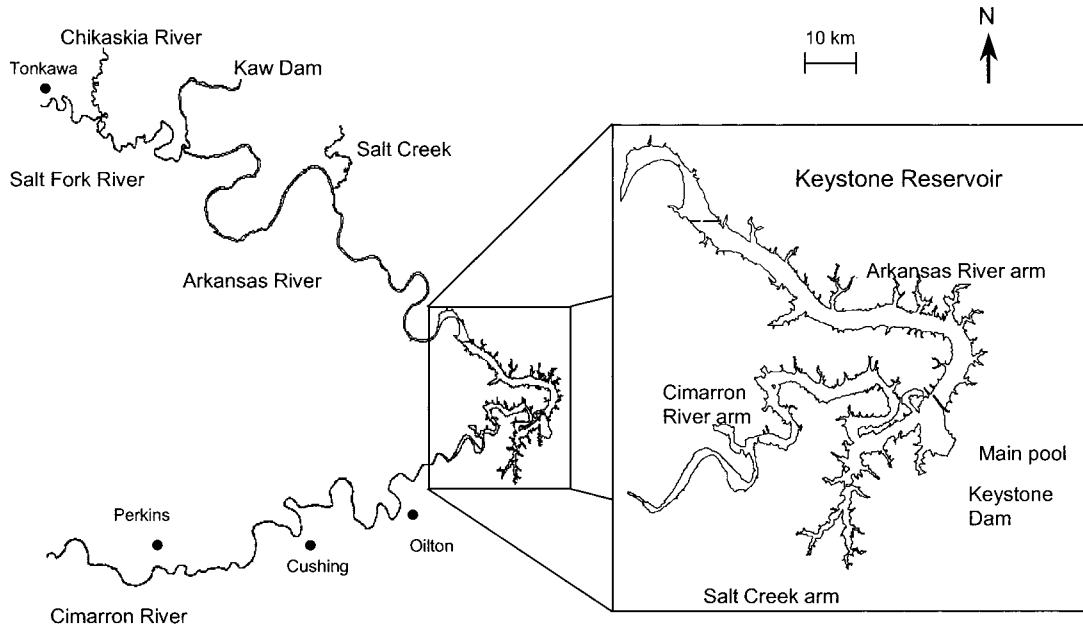 Chikaskia River
Tonkawa
Kaw Dam
10 km
N
Salt Creek
Salt Fork River
Keystone Reservoir
Arkansas River
Arkansas River arm
Cimarron
River arm
Main pool
Keystone
Dam
Perkins
Oilton
Cushing
Salt Creek arm
Cimarron River